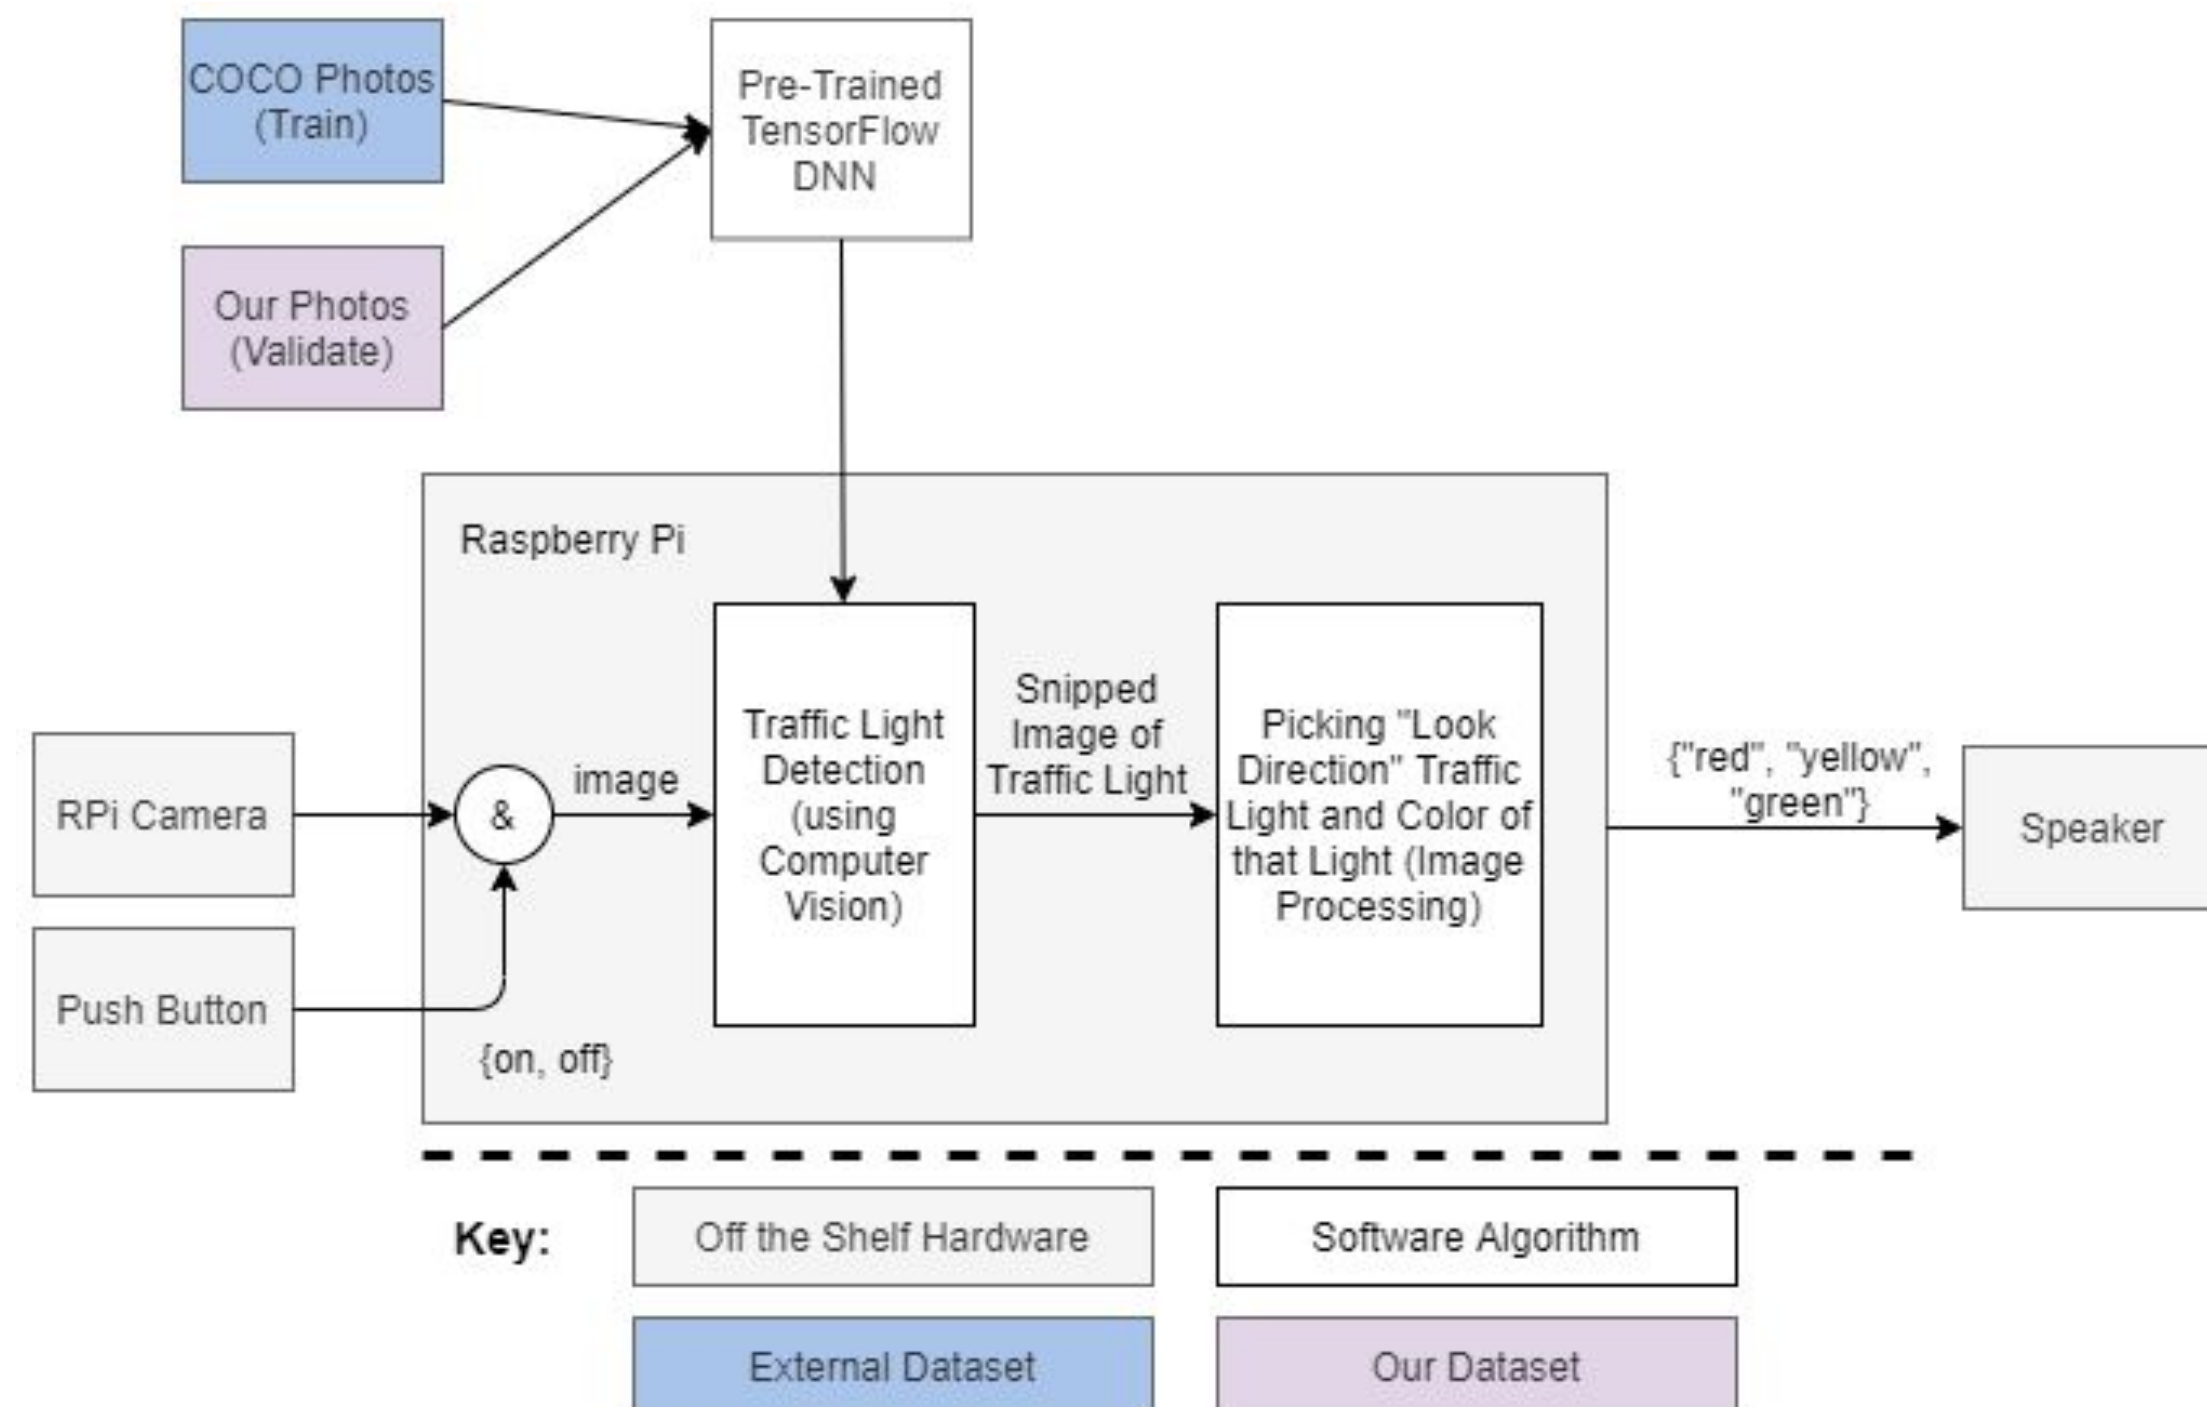 COCO Photos
(Train)
Pre-Trained
TensorFlow
DNN
Our Photos
(Validate)
Raspberry Pi
RPi Camera
Push Button
&
{on, off}
image
Traffic Light
Detection
(using
Computer
Vision)
Snipped
Image of
Traffic Light
Picking "Look
Direction" Traffic
Light and Color of
that Light (Image
Processing)
{"red", "yellow",
"green"}
Speaker
Key:
Off the Shelf Hardware
Software Algorithm
External Dataset
Our Dataset